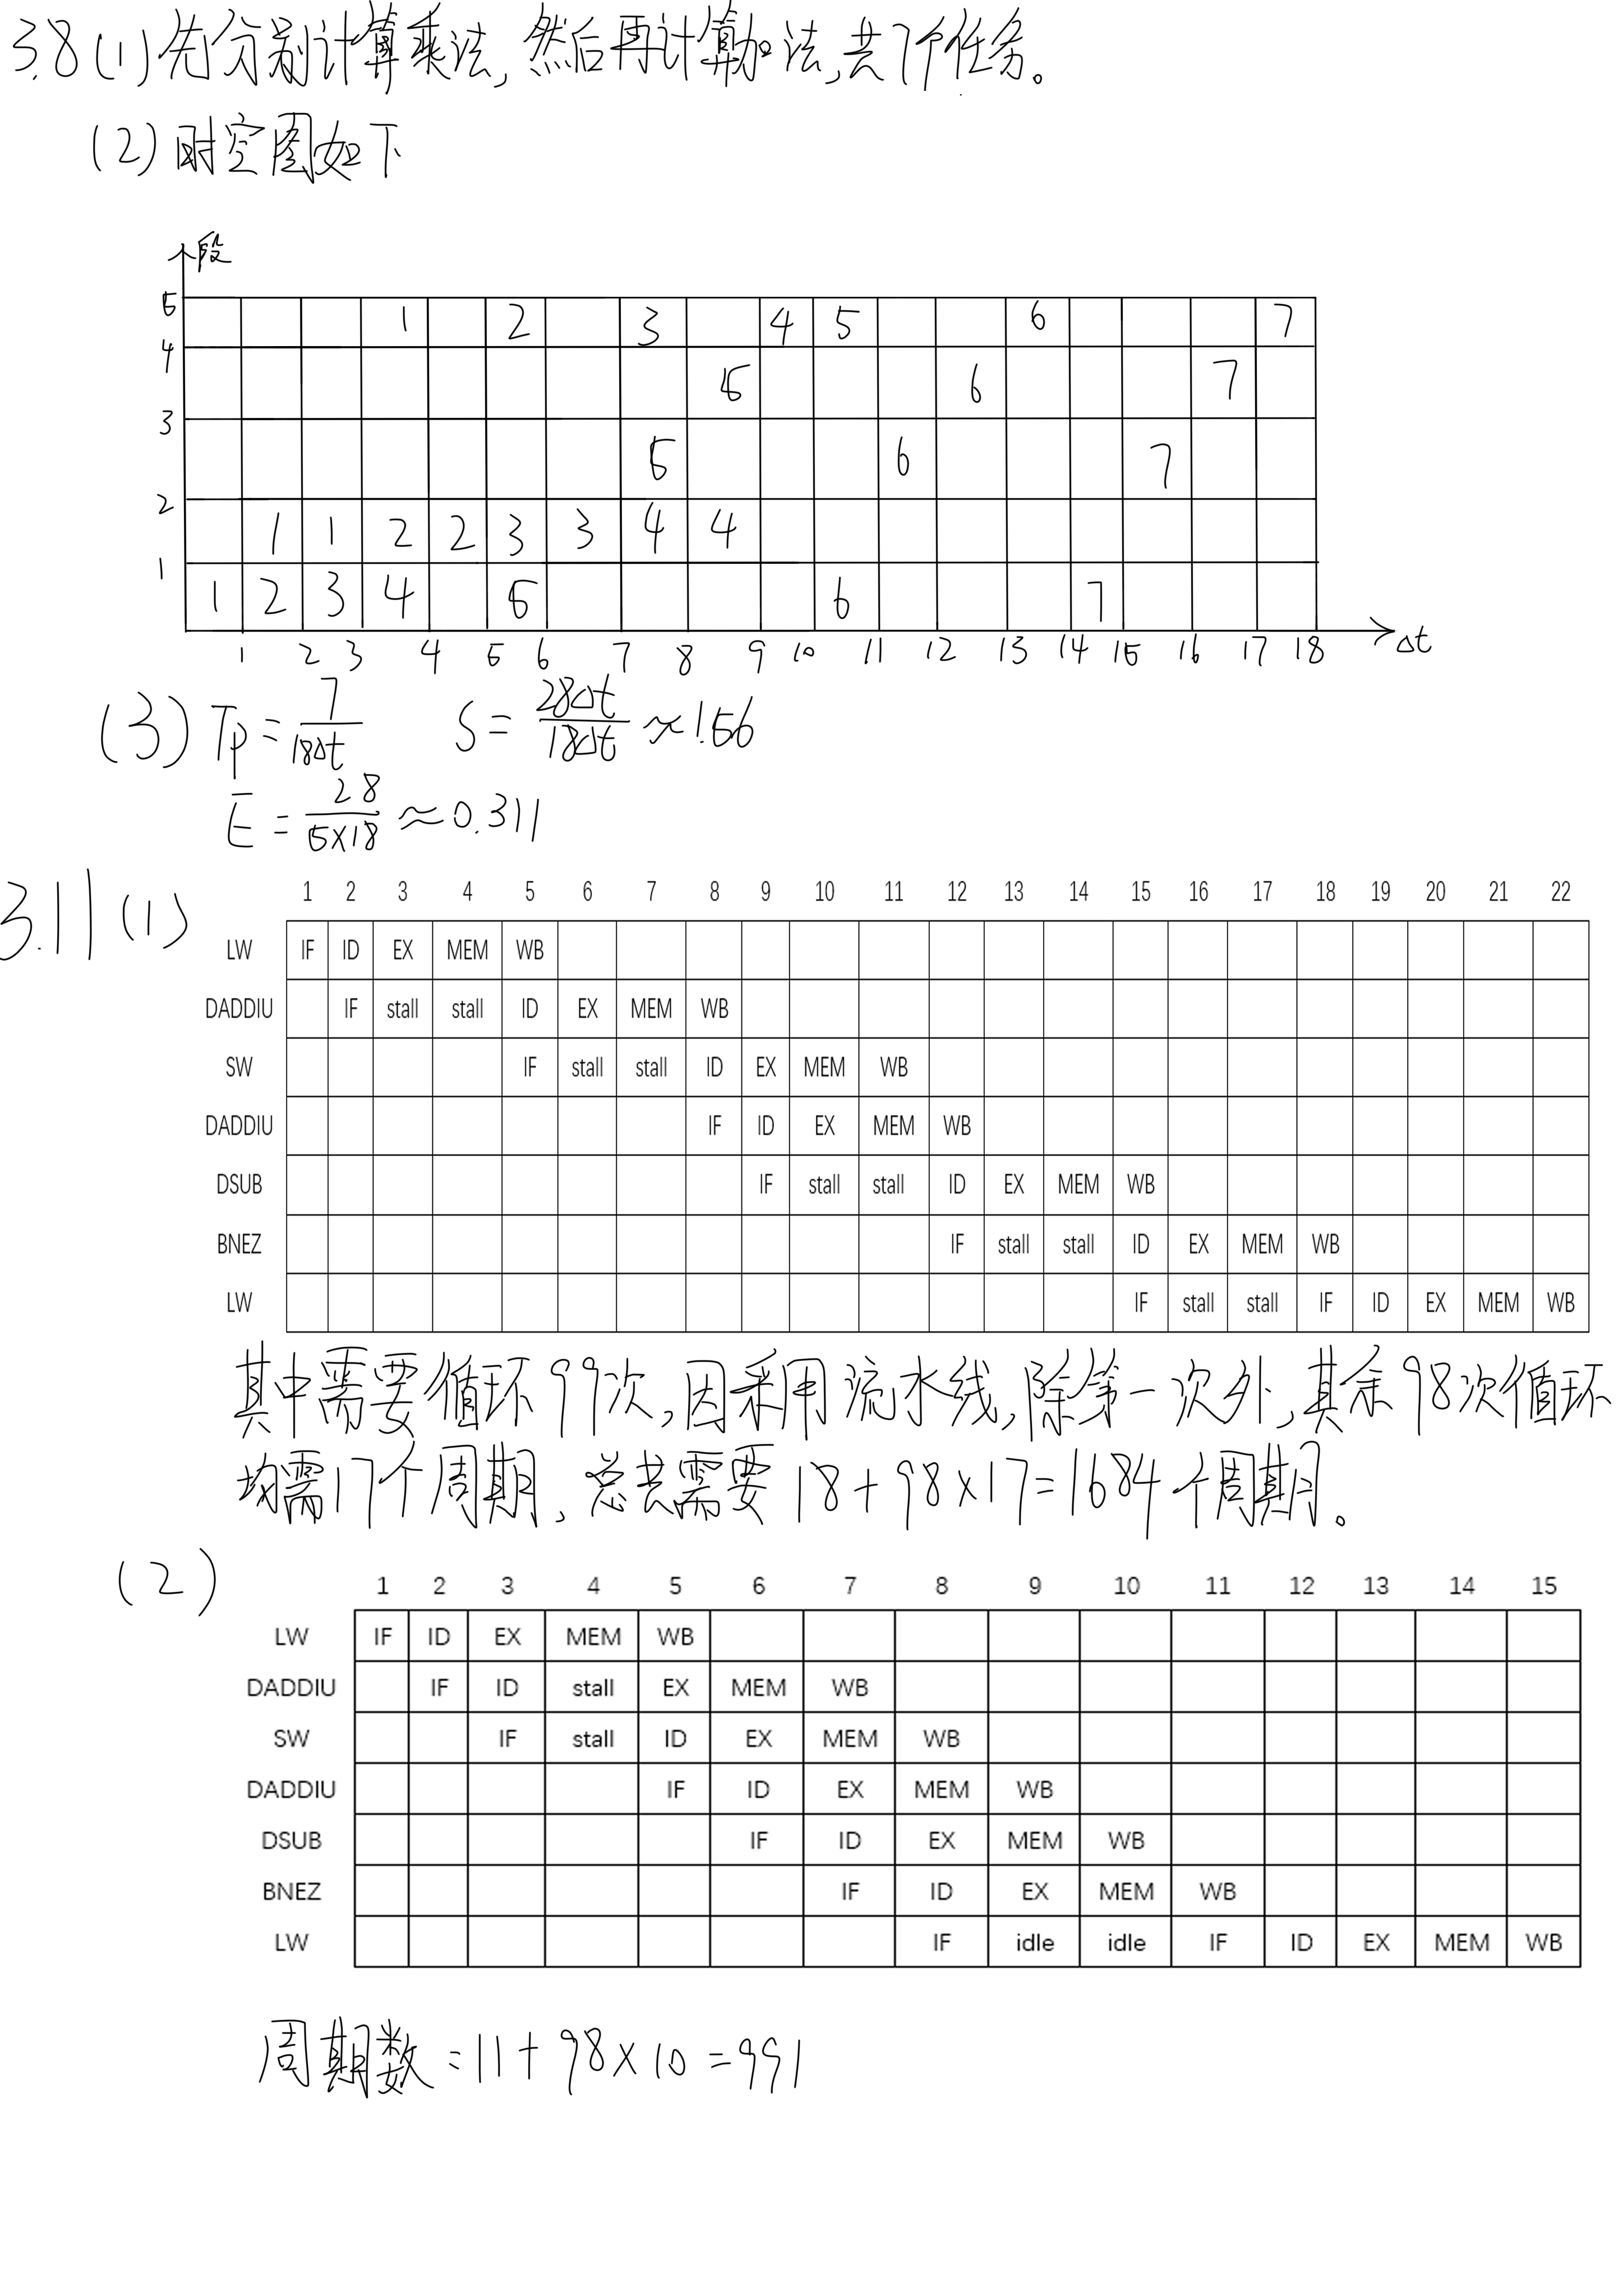 3.8 (1) 先分别计算乘法, 然后再计算加法, 共7个任务。
(2) 时空图如下
段
5 1 2 3 4 5 6 7
4 5 6 7
3 5 6 7
2 1 1 2 2 3 3 4 4
1 1 2 3 4 5 6 7
1 2 3 4 5 6 7 8 9 10 11 12 13 14 15 16 17 18 Δt
(3) Tp = 7/18Δt S = 28Δt/18Δt ≈ 1.56
E = 28/5×18 ≈ 0.311
3.11 (1) 1 2 3 4 5 6 7 8 9 10 11 12 13 14 15 16 17 18 19 20 21 22
LW IF ID EX MEM WB
DADDIU IF stall stall ID EX MEM WB
SW IF stall stall ID EX MEM WB
DADDIU IF ID EX MEM WB
DSUB IF stall stall ID EX MEM WB
BNEZ IF stall stall ID EX MEM WB
LW IF stall stall IF ID EX MEM WB
其中需要循环99次, 因采用流水线, 除第一次外, 其余98次循环
均需17个周期, 总共需要 18+98×17=1684个周期。
(2) 1 2 3 4 5 6 7 8 9 10 11 12 13 14 15
LW IF ID EX MEM WB
DADDIU IF ID stall EX MEM WB
SW IF stall ID EX MEM WB
DADDIU IF ID EX MEM WB
DSUB IF ID EX MEM WB
BNEZ IF ID EX MEM WB
LW IF idle idle IF ID EX MEM WB
周期数=11+98×10=991